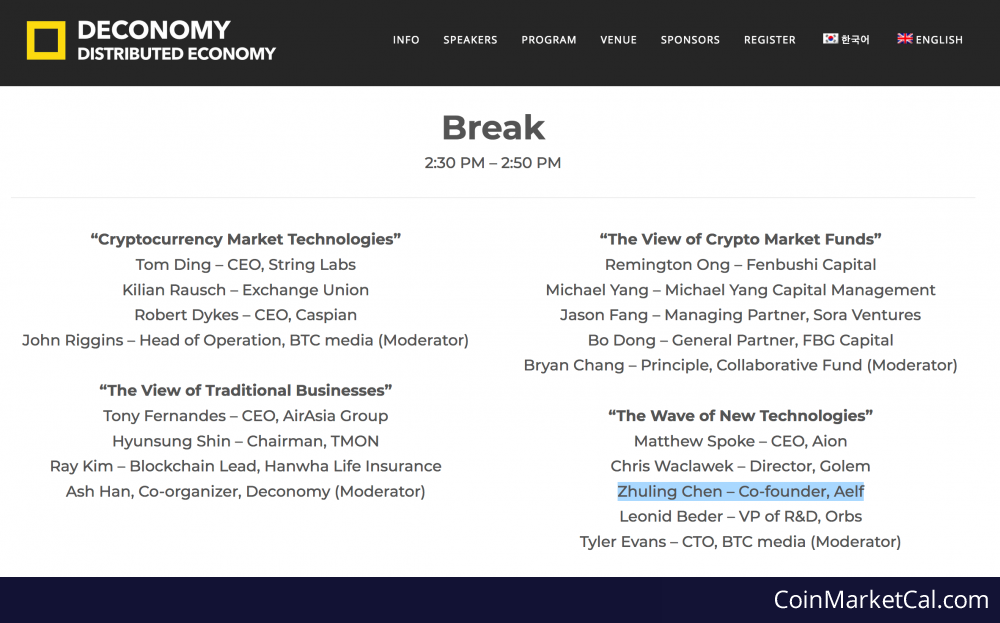 DECONOMY
DISTRIBUTED ECONOMY
INFO SPEAKERS PROGRAM VENUE SPONSORS REGISTER 한국어 ENGLISH
Break
2:30 PM – 2:50 PM
“Cryptocurrency Market Technologies”
Tom Ding – CEO, String Labs
Kilian Rausch – Exchange Union
Robert Dykes – CEO, Caspian
John Riggins – Head of Operation, BTC media (Moderator)
“The View of Traditional Businesses”
Tony Fernandes – CEO, AirAsia Group
Hyunsung Shin – Chairman, TMON
Ray Kim – Blockchain Lead, Hanwha Life Insurance
Ash Han, Co-organizer, Deconomy (Moderator)
“The View of Crypto Market Funds”
Remington Ong – Fenbushi Capital
Michael Yang – Michael Yang Capital Management
Jason Fang – Managing Partner, Sora Ventures
Bo Dong – General Partner, FBG Capital
Bryan Chang – Principle, Collaborative Fund (Moderator)
“The Wave of New Technologies”
Matthew Spoke – CEO, Aion
Chris Waclawek – Director, Golem
Zhuling Chen – Co-founder, Aelf
Leonid Beder – VP of R&D, Orbs
Tyler Evans – CTO, BTC media (Moderator)
CoinMarketCal.com